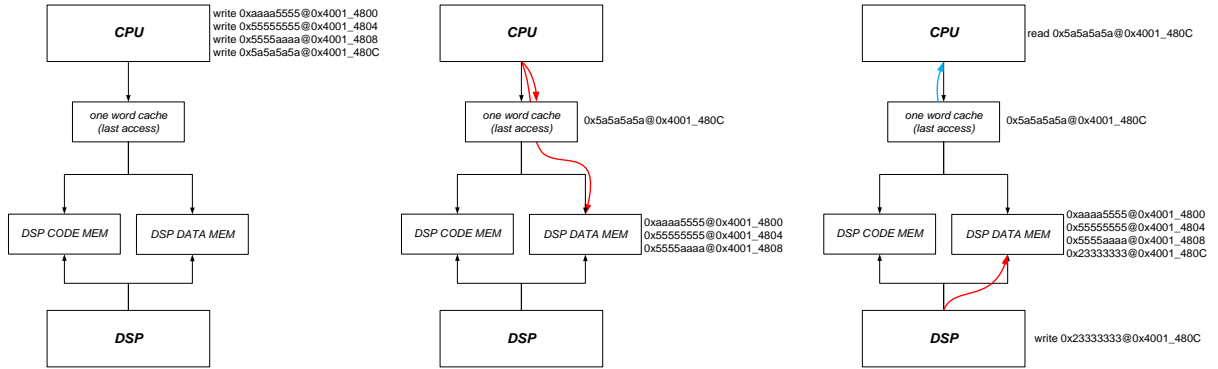 CPU
write 0xaaaa5555@0x4001_4800
write 0x55555555@0x4001_4804
write 0x5555aaaa@0x4001_4808
write 0x5a5a5a5a@0x4001_480C
one word cache
(last access)
DSP CODE MEM
DSP DATA MEM
DSP
CPU
one word cache
(last access)
0x5a5a5a5a@0x4001_480C
DSP CODE MEM
DSP DATA MEM
0xaaaa5555@0x4001_4800
0x55555555@0x4001_4804
0x5555aaaa@0x4001_4808
DSP
CPU
read 0x5a5a5a5a@0x4001_480C
one word cache
(last access)
0x5a5a5a5a@0x4001_480C
DSP CODE MEM
DSP DATA MEM
0xaaaa5555@0x4001_4800
0x55555555@0x4001_4804
0x5555aaaa@0x4001_4808
0x23333333@0x4001_480C
DSP
write 0x23333333@0x4001_480C